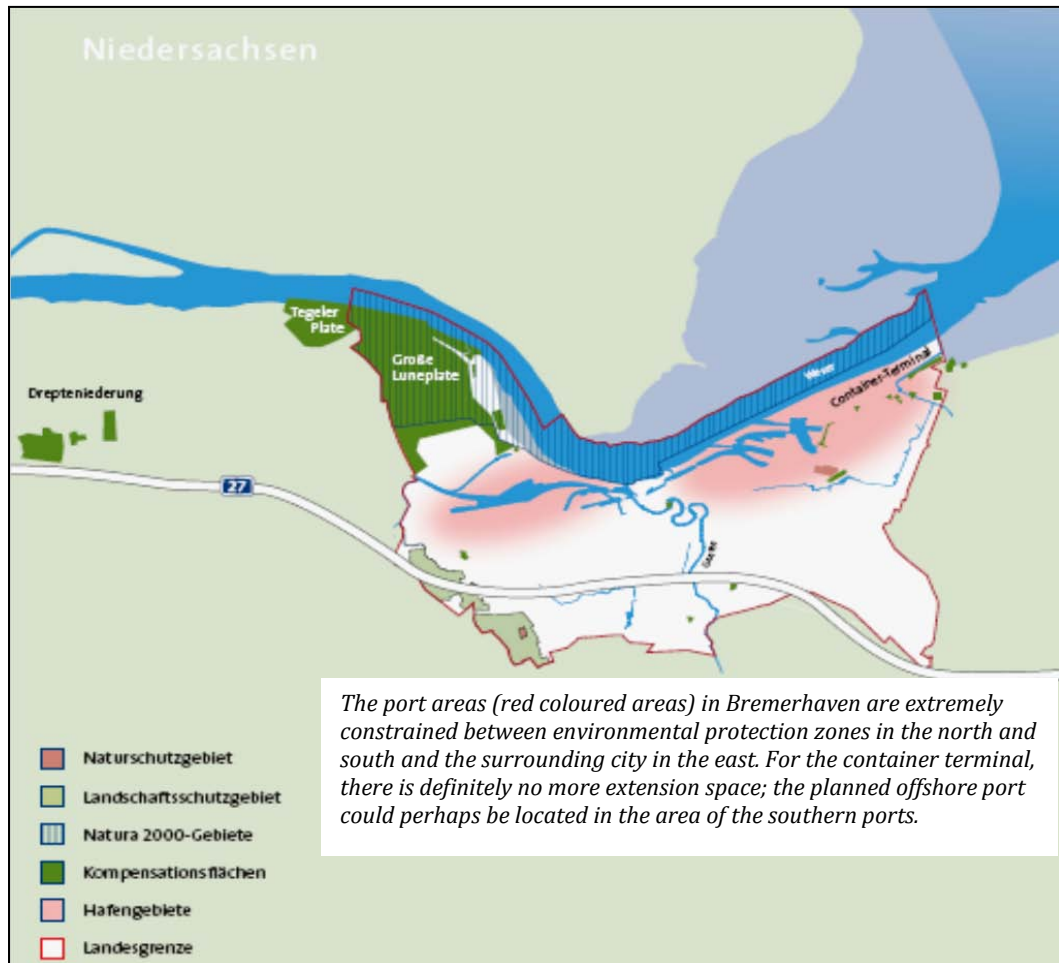 Niedersachsen
Tegeler
Plate
Große
Luneplate
Drepteniederung
27
Weser
Container-Terminal
Geeste
The port areas (red coloured areas) in Bremerhaven are extremely
constrained between environmental protection zones in the north and
south and the surrounding city in the east. For the container terminal,
there is definitely no more extension space; the planned offshore port
could perhaps be located in the area of the southern ports.
Naturschutzgebiet
Landschaftsschutzgebiet
Natura 2000-Gebiete
Kompensationsflächen
Hafengebiete
Landesgrenze